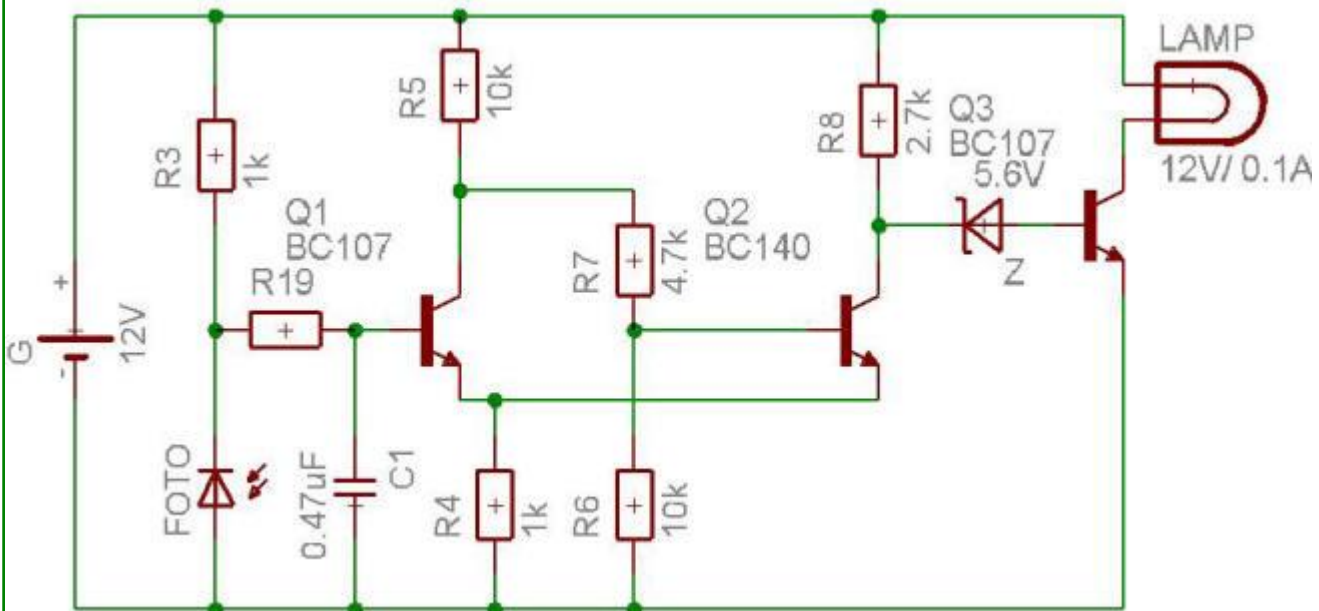 LAMP
12V/ 0.1A
R5
10k
R8
2.7k
Q3
BC107
5.6V
R3
1k
Q1
BC107
R19
R7
4.7k
Q2
BC140
Z
+
G
12V
-
FOTO
0.47uF
C1
R4
1k
R6
10k